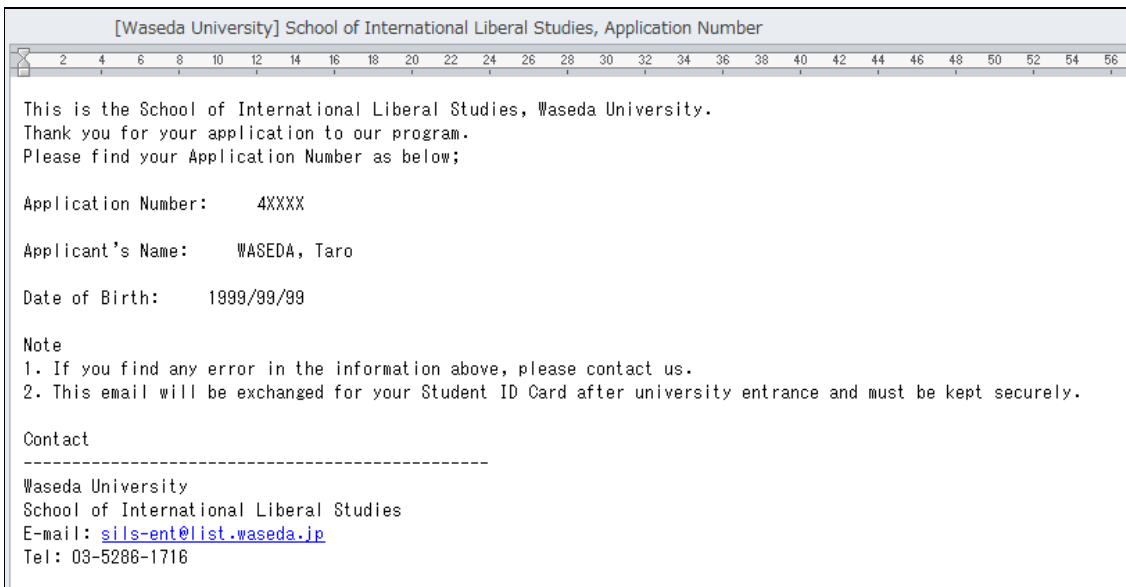 [Waseda University] School of International Liberal Studies, Application Number
2 4 6 8 10 12 14 16 18 20 22 24 26 28 30 32 34 36 38 40 42 44 46 48 50 52 54 56
This is the School of International Liberal Studies, Waseda University.
Thank you for your application to our program.
Please find your Application Number as below;
Application Number: 4XXXX
Applicant's Name: WASEDA, Taro
Date of Birth: 1999/99/99
Note
1. If you find any error in the information above, please contact us.
2. This email will be exchanged for your Student ID Card after university entrance and must be kept securely.
Contact
------------------------------------------------
Waseda University
School of International Liberal Studies
E-mail: sils-ent@list.waseda.jp
Tel: 03-5286-1716